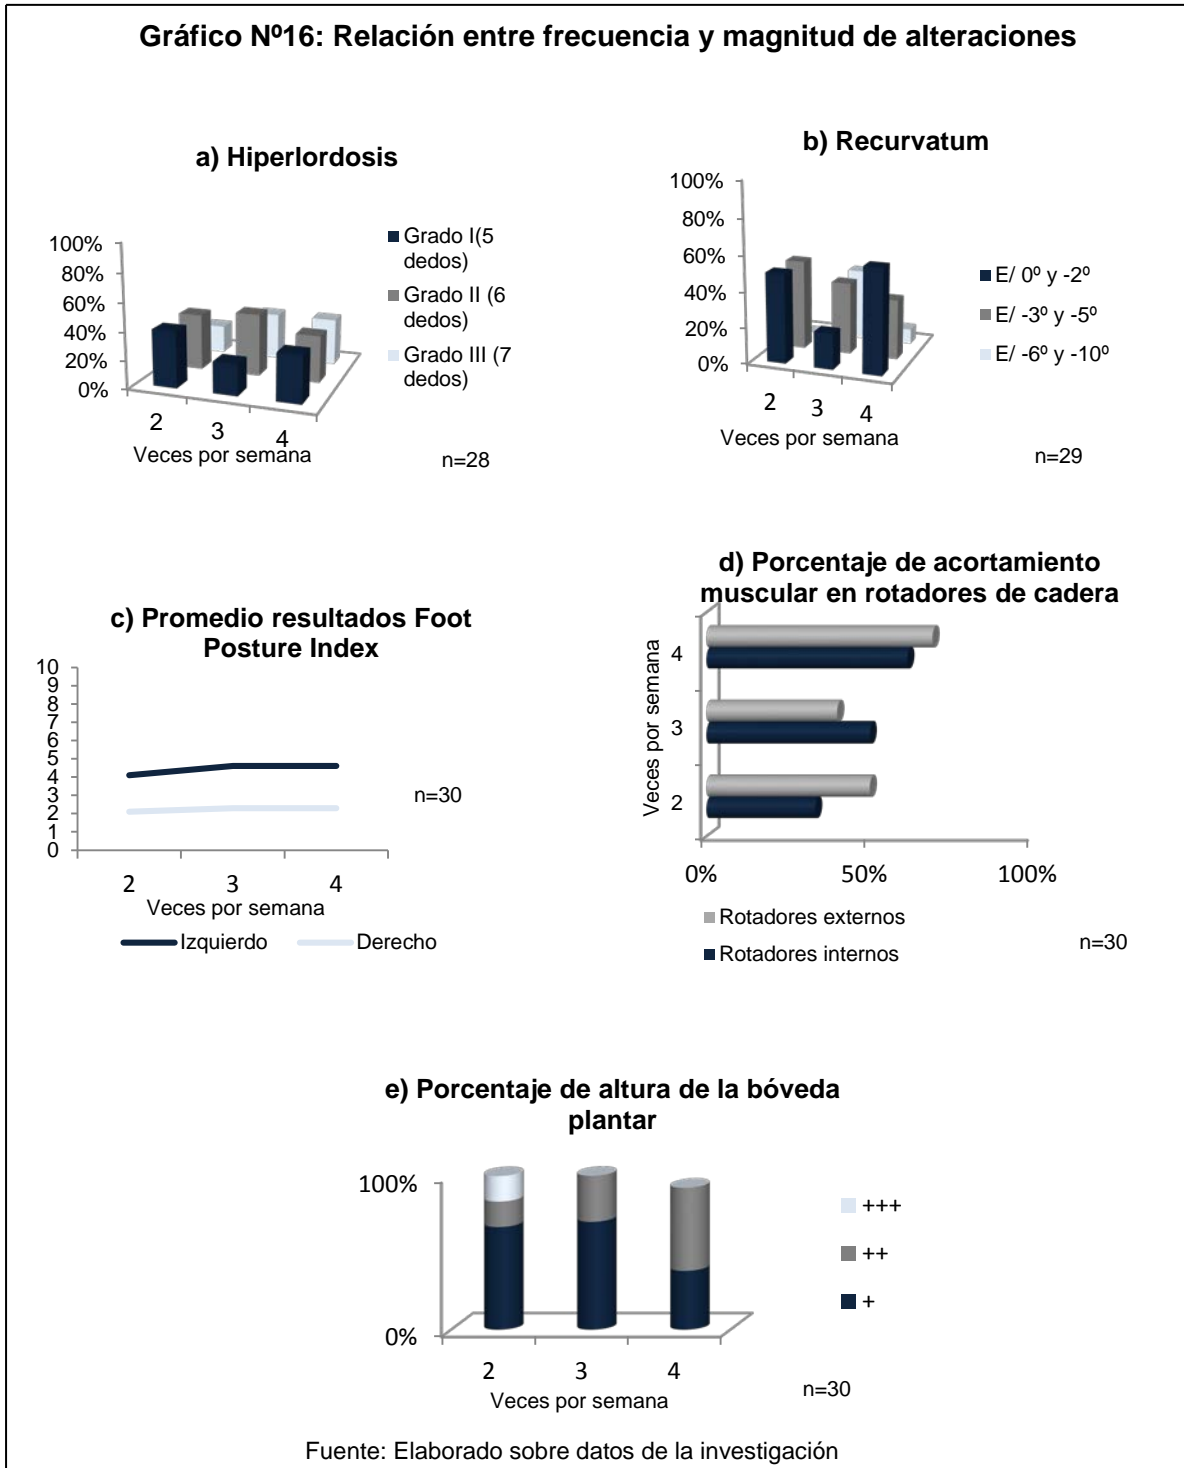 Gráfico Nº16: Relación entre frecuencia y magnitud de alteraciones
a) Hiperlordosis
100%
80%
60%
40%
20%
0%
2
3
4
Veces por semana
Grado I(5
dedos)
Grado II (6
dedos)
Grado III (7
dedos)
n=28
b) Recurvatum
100%
80%
60%
40%
20%
0%
2
3
4
Veces por semana
E/ 0º y -2º
E/ -3º y -5º
E/ -6º y -10º
n=29
c) Promedio resultados Foot
Posture Index
10
9
8
7
6
5
4
3
2
1
0
2
3
4
Veces por semana
Izquierdo
Derecho
n=30
d) Porcentaje de acortamiento
muscular en rotadores de cadera
Veces por semana
4
3
2
0%
50%
100%
Rotadores externos
Rotadores internos
n=30
e) Porcentaje de altura de la bóveda
plantar
100%
0%
2
3
4
Veces por semana
+++
++
+
n=30
Fuente: Elaborado sobre datos de la investigación